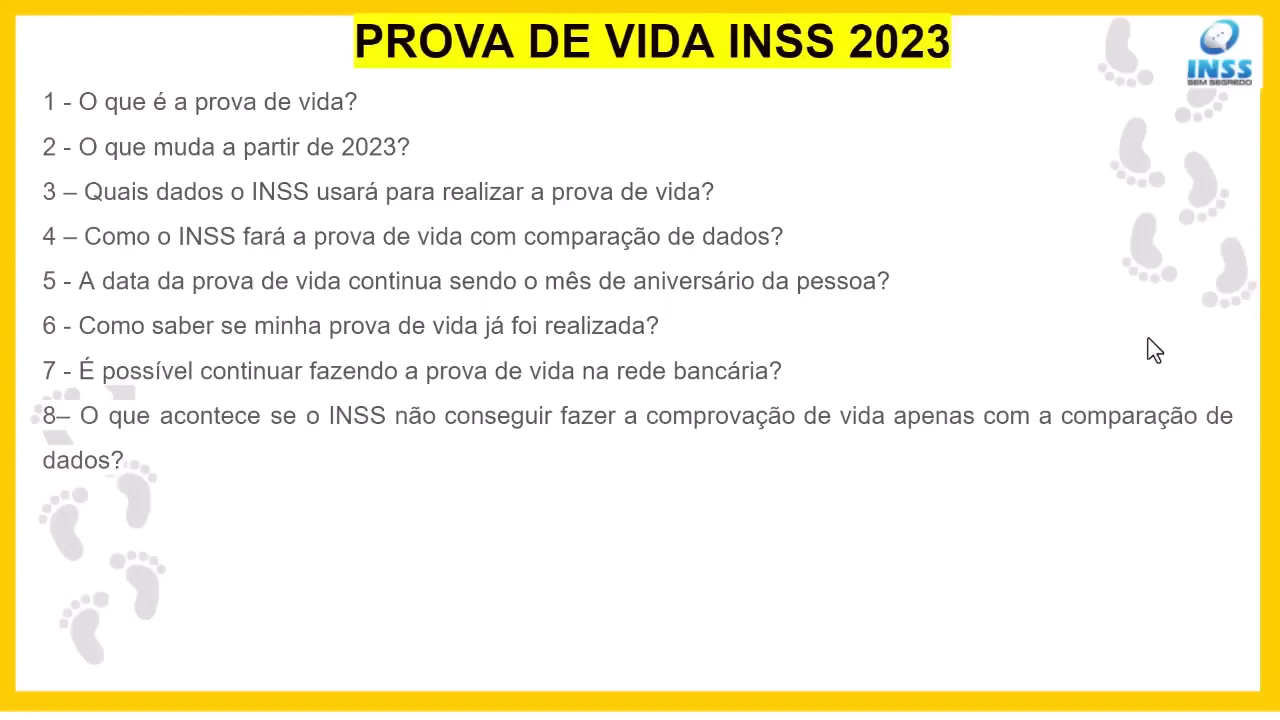 PROVA DE VIDA INSS 2023
INSS
SEM SEGREDO
1 - O que é a prova de vida?
2 - O que muda a partir de 2023?
3 – Quais dados o INSS usará para realizar a prova de vida?
4 – Como o INSS fará a prova de vida com comparação de dados?
5 - A data da prova de vida continua sendo o mês de aniversário da pessoa?
6 - Como saber se minha prova de vida já foi realizada?
7 - É possível continuar fazendo a prova de vida na rede bancária?
8– O que acontece se o INSS não conseguir fazer a comprovação de vida apenas com a comparação de
dados?